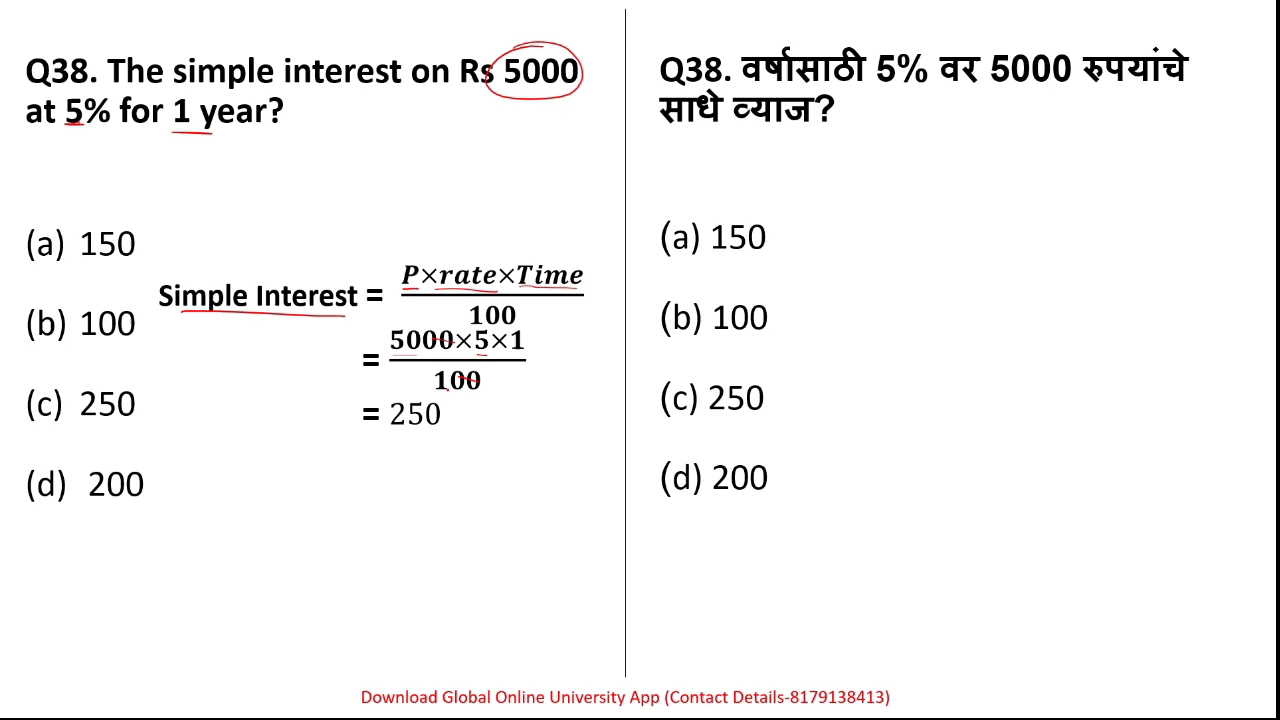 Q38. The simple interest on Rs 5000
at 5% for 1 year?
(a) 150
Simple Interest = P×rate×Time / 100
(b) 100
= 5000×5×1 / 100
(c) 250
= 250
(d) 200
Q38. वर्षासाठी 5% वर 5000 रुपयांचे
साधे व्याज?
(a) 150
(b) 100
(c) 250
(d) 200
Download Global Online University App (Contact Details-8179138413)